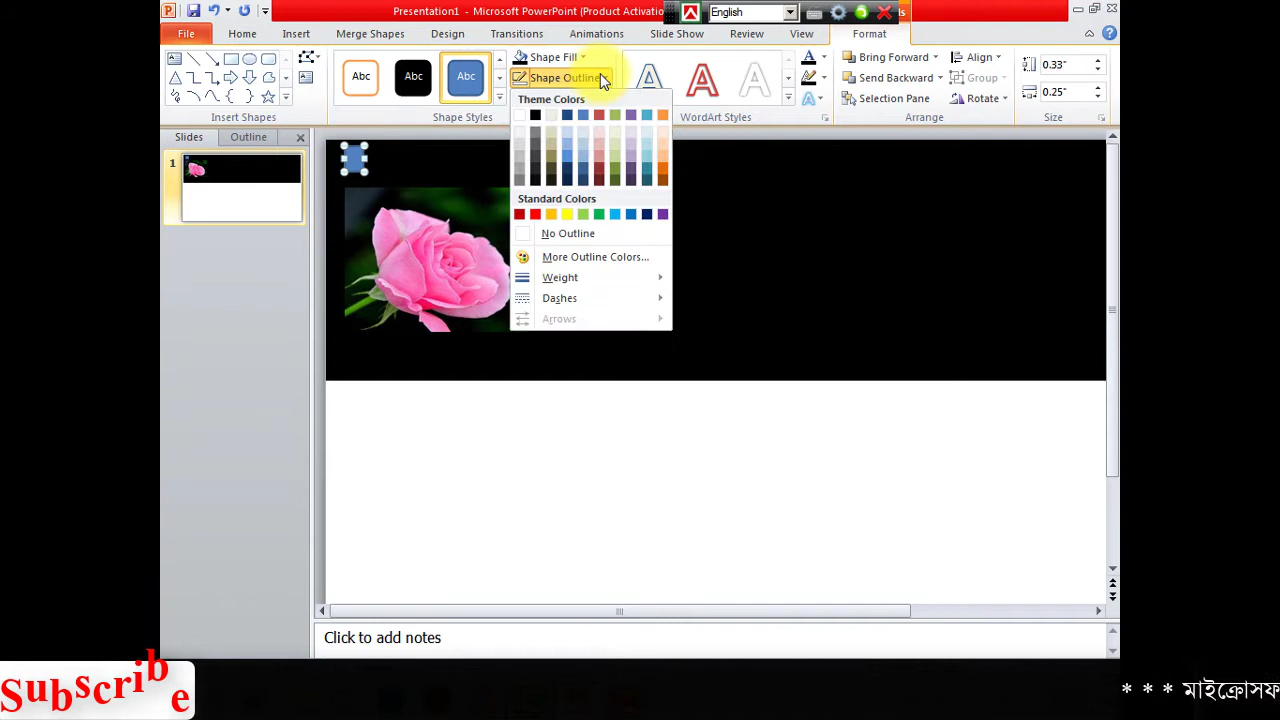 Presentation1 - Microsoft PowerPoint (Product Activatio
English
File
Home
Insert
Merge Shapes
Design
Transitions
Animations
Slide Show
Review
View
Format
Abc
Abc
Abc
Shape Fill
Shape Outline
Bring Forward
Send Backward
Selection Pane
Align
Rotate
0.33"
0.25"
Insert Shapes
Shape Styles
WordArt Styles
Arrange
Size
Theme Colors
Standard Colors
No Outline
More Outline Colors...
Weight
Dashes
Arrows
Slides
Outline
1
Click to add notes
Subscribe
* * * মাইক্রোসফ